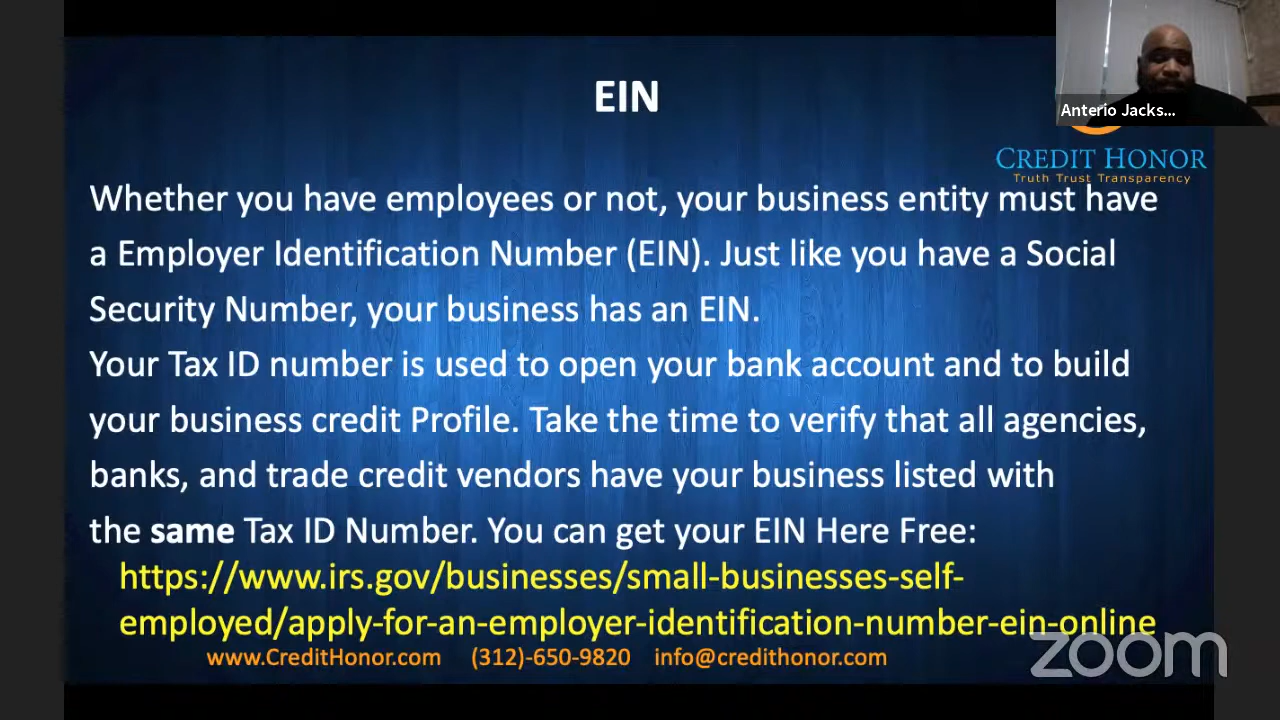 EIN
Anterio Jacks...
CREDIT HONOR
Truth Trust Transparency
Whether you have employees or not, your business entity must have
a Employer Identification Number (EIN). Just like you have a Social
Security Number, your business has an EIN.
Your Tax ID number is used to open your bank account and to build
your business credit Profile. Take the time to verify that all agencies,
banks, and trade credit vendors have your business listed with
the same Tax ID Number. You can get your EIN Here Free:
https://www.irs.gov/businesses/small-businesses-self-
employed/apply-for-an-employer-identification-number-ein-online
www.CreditHonor.com (312)-650-9820 info@credithonor.com
zoom